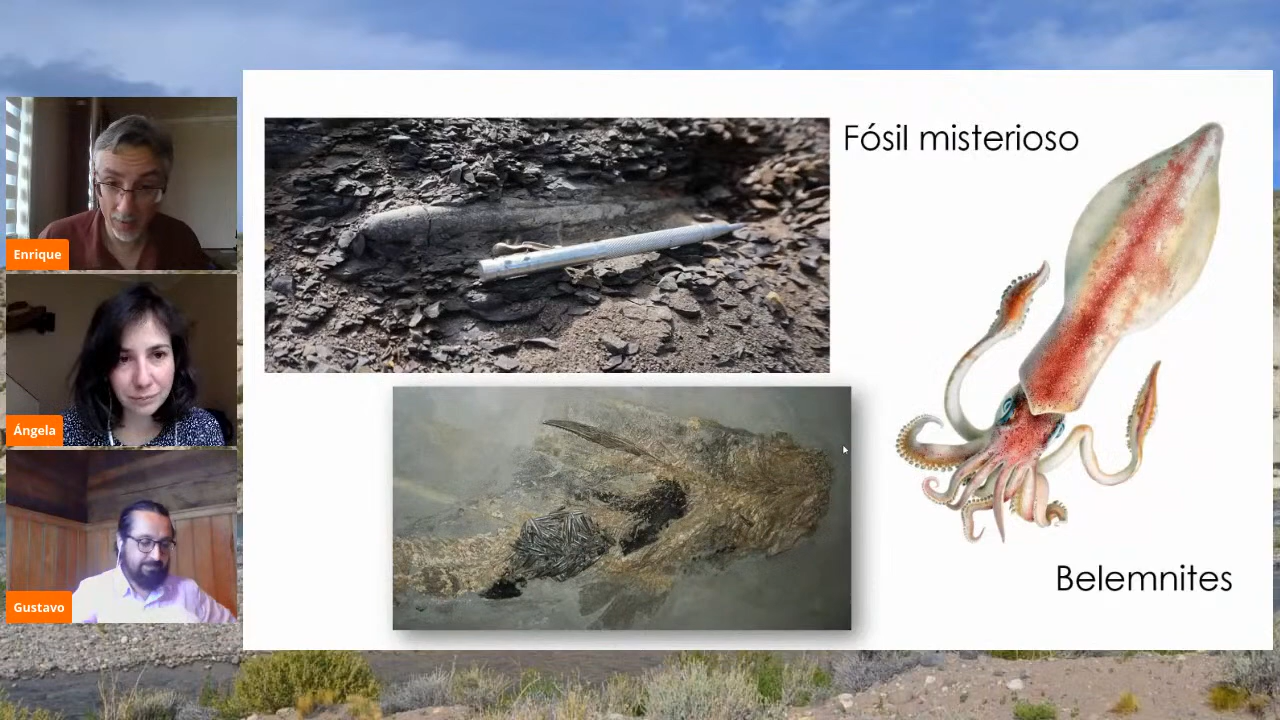 Fósil misterioso
Enrique
Ángela
Belemnites
Gustavo